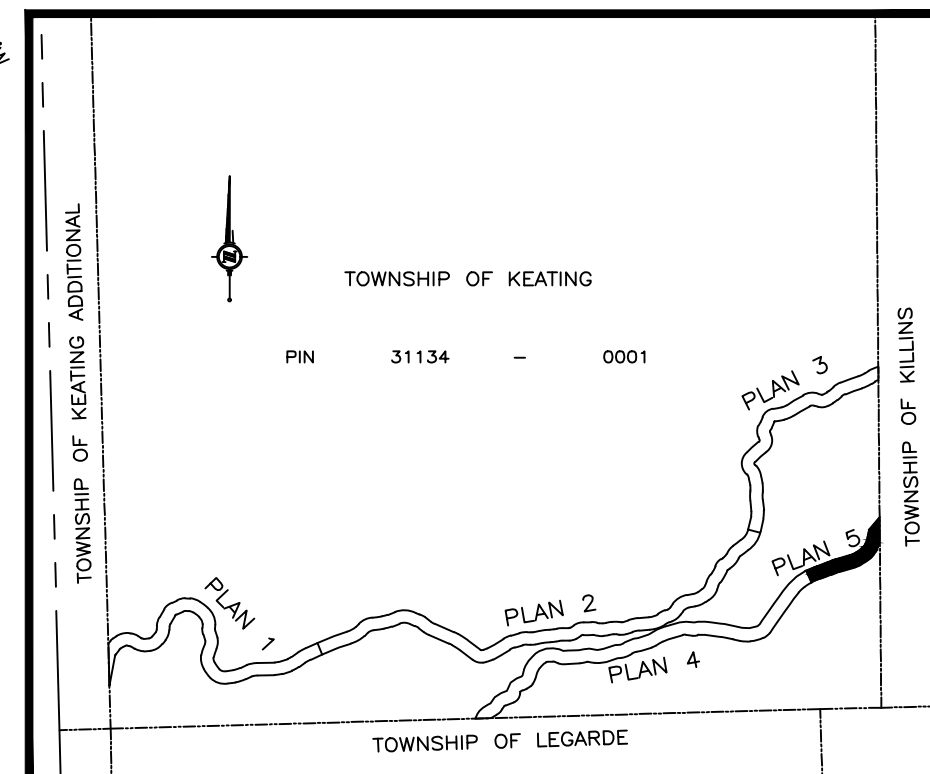 TOWNSHIP OF KEATING ADDITIONAL
TOWNSHIP OF KEATING
PIN 31134 - 0001
PLAN 3
TOWNSHIP OF KILLINS
PLAN 5
PLAN 1
PLAN 2
PLAN 4
TOWNSHIP OF LEGARDE